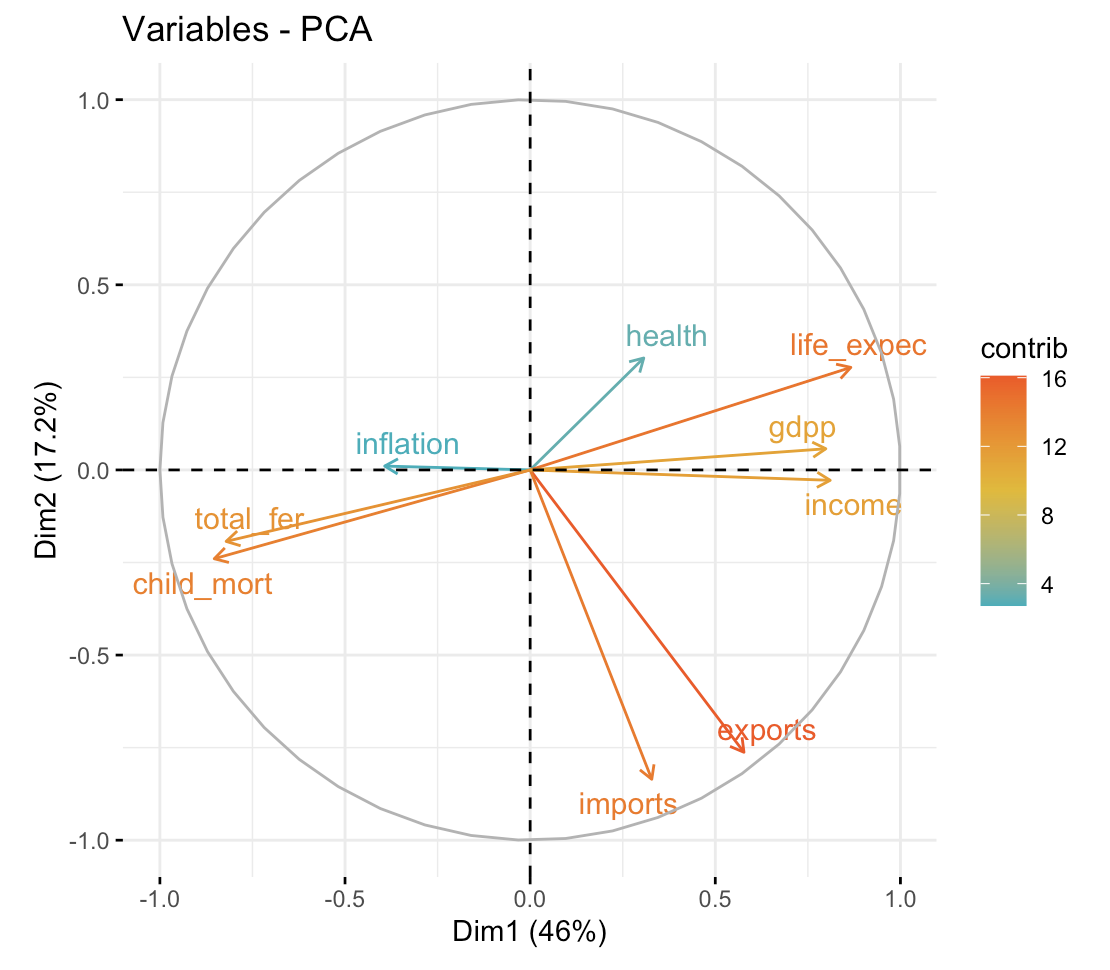 Variables - PCA
1.0
0.5
0.0
-0.5
-1.0
Dim2 (17.2%)
health
life_expec
gdpp
inflation
income
total_fer
child_mort
exports
imports
-1.0
-0.5
0.0
0.5
1.0
Dim1 (46%)
contrib
16
12
8
4